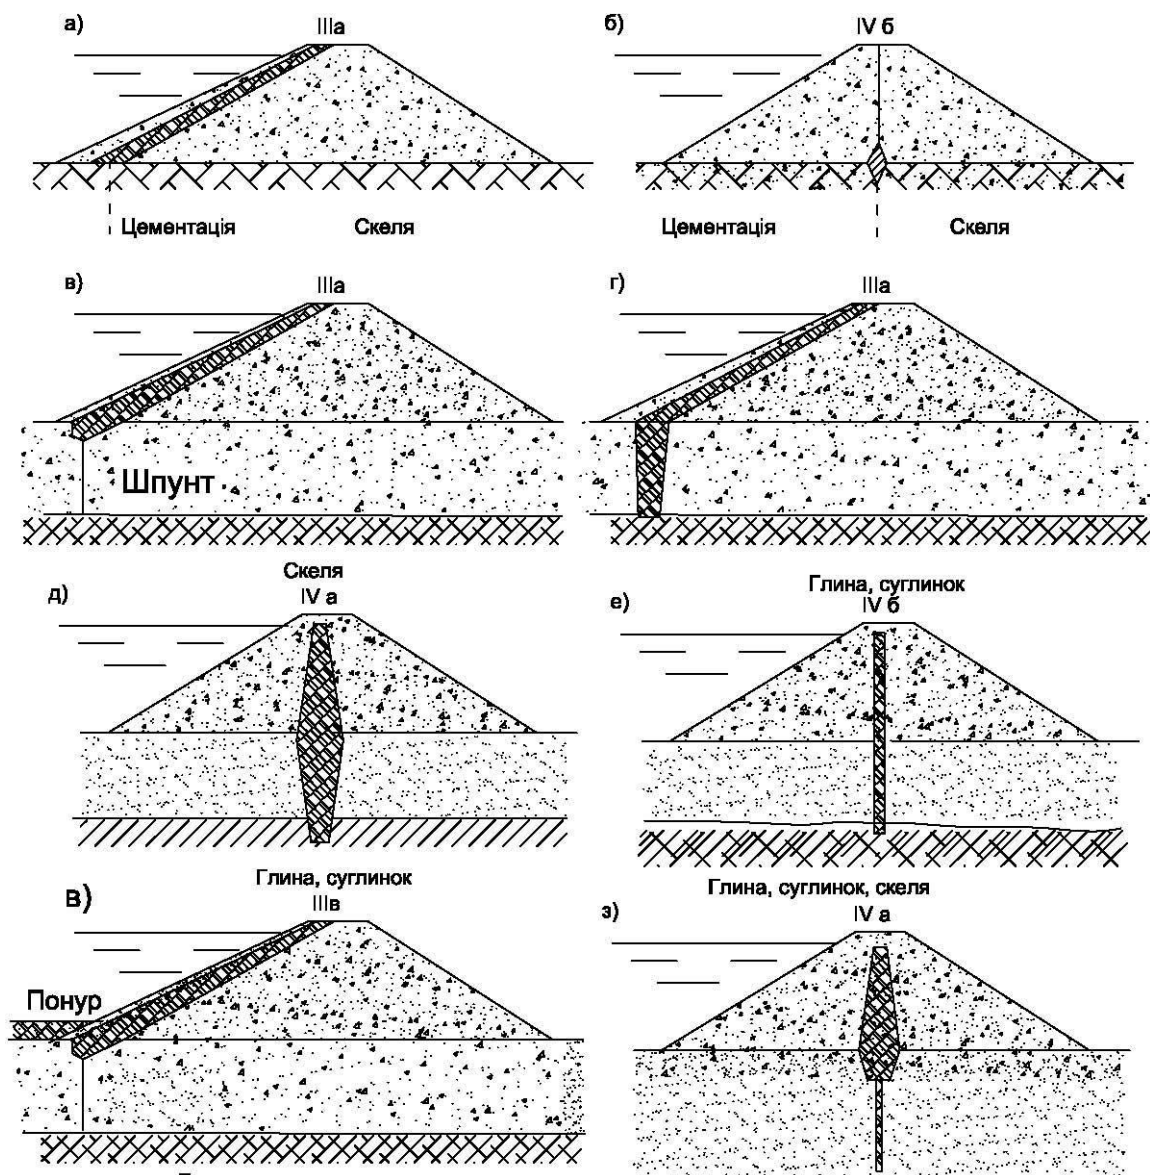 а)
IIIа
б)
IV б
Цементація
Скеля
Цементація
Скеля
в)
IIIа
г)
IIIа
Шпунт
Скеля
Глина, суглинок
д)
IV а
е)
IV б
Глина, суглинок
Глина, суглинок, скеля
В)
IIIв
з)
IV а
Понур